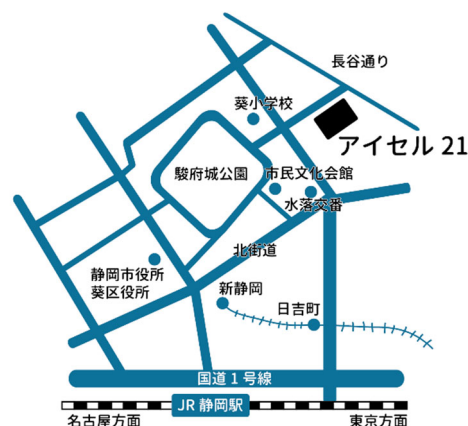 長谷通り
葵小学校
アイセル 21
駿府城公園
市民文化会館
水落交番
北街道
静岡市役所
葵区役所
新静岡
日吉町
国道 1 号線
JR 静岡駅
名古屋方面
東京方面